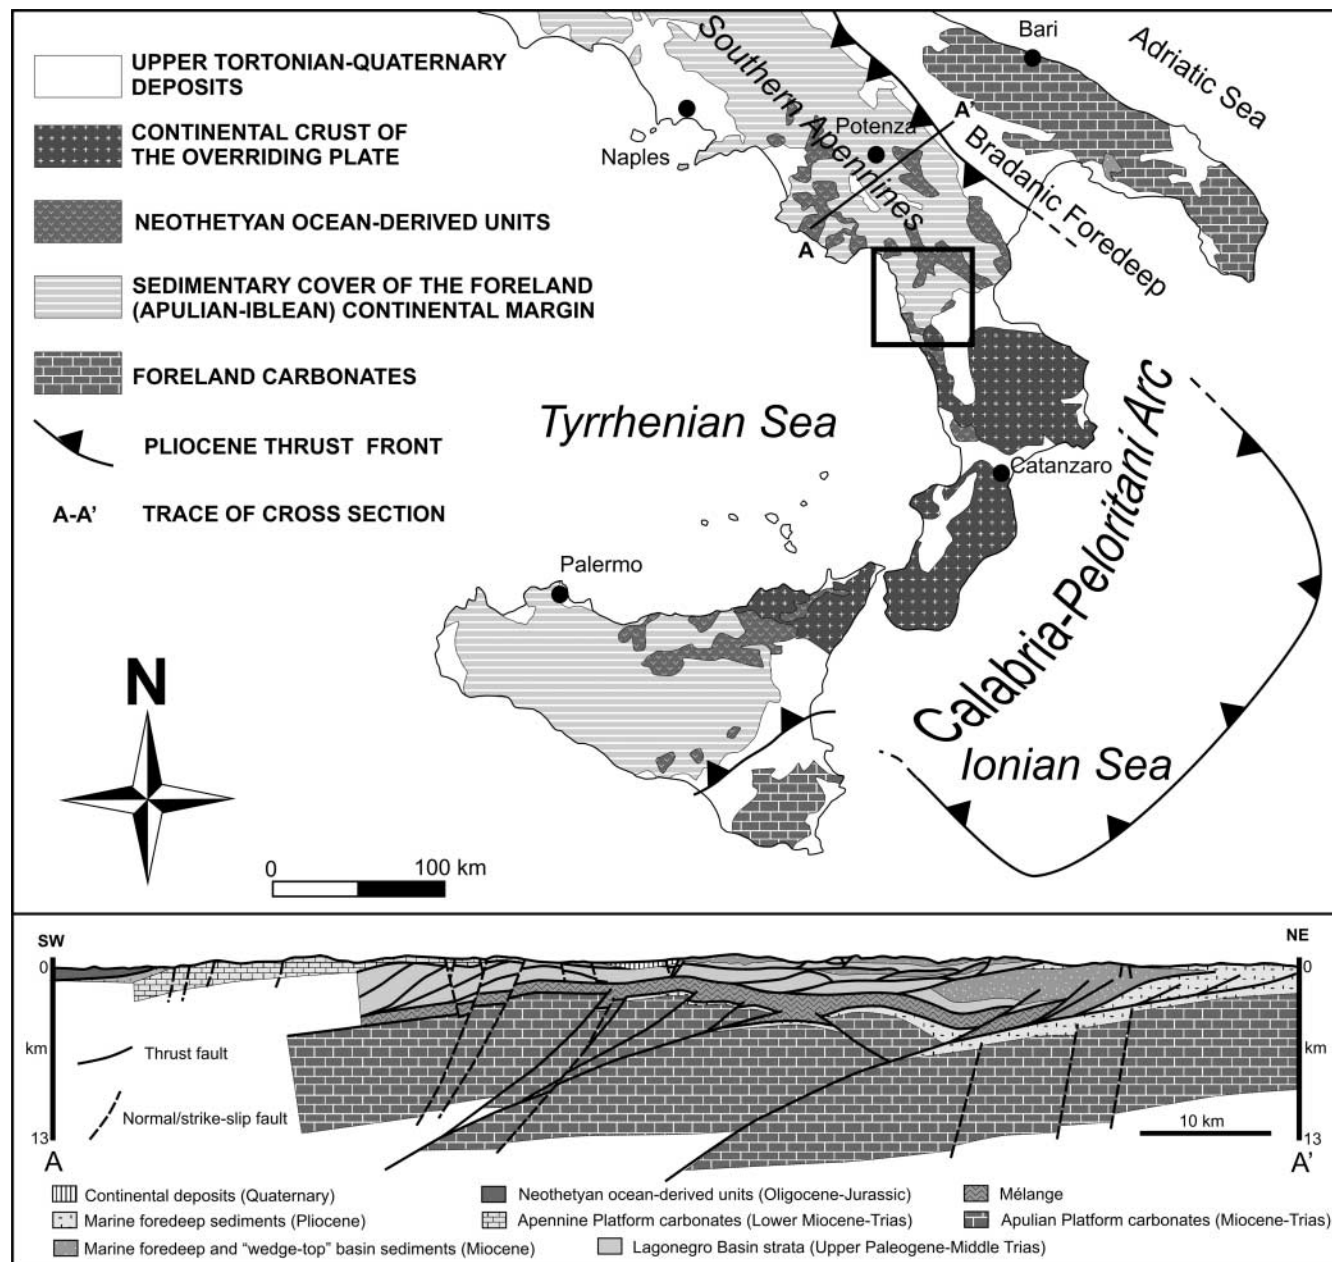 UPPER TORTONIAN-QUATERNARY
DEPOSITS
CONTINENTAL CRUST OF
THE OVERRIDING PLATE
NEOTHETYAN OCEAN-DERIVED UNITS
SEDIMENTARY COVER OF THE FORELAND
(APULIAN-IBLEAN) CONTINENTAL MARGIN
FORELAND CARBONATES
PLIOCENE THRUST FRONT
A-A'
TRACE OF CROSS SECTION
Bari
Adriatic Sea
Southern Apennines
A'
Potenza
Naples
Bradanic Foredeep
A
Tyrrhenian Sea
Catanzaro
Calabria-Peloritani Arc
Palermo
Ionian Sea
N
0
100 km
SW
NE
0
0
km
km
Thrust fault
Normal/strike-slip fault
10 km
13
13
A
A'
Continental deposits (Quaternary)
Neothetyan ocean-derived units (Oligocene-Jurassic)
Mélange
Marine foredeep sediments (Pliocene)
Apennine Platform carbonates (Lower Miocene-Trias)
Apulian Platform carbonates (Miocene-Trias)
Marine foredeep and “wedge-top” basin sediments (Miocene)
Lagonegro Basin strata (Upper Paleogene-Middle Trias)